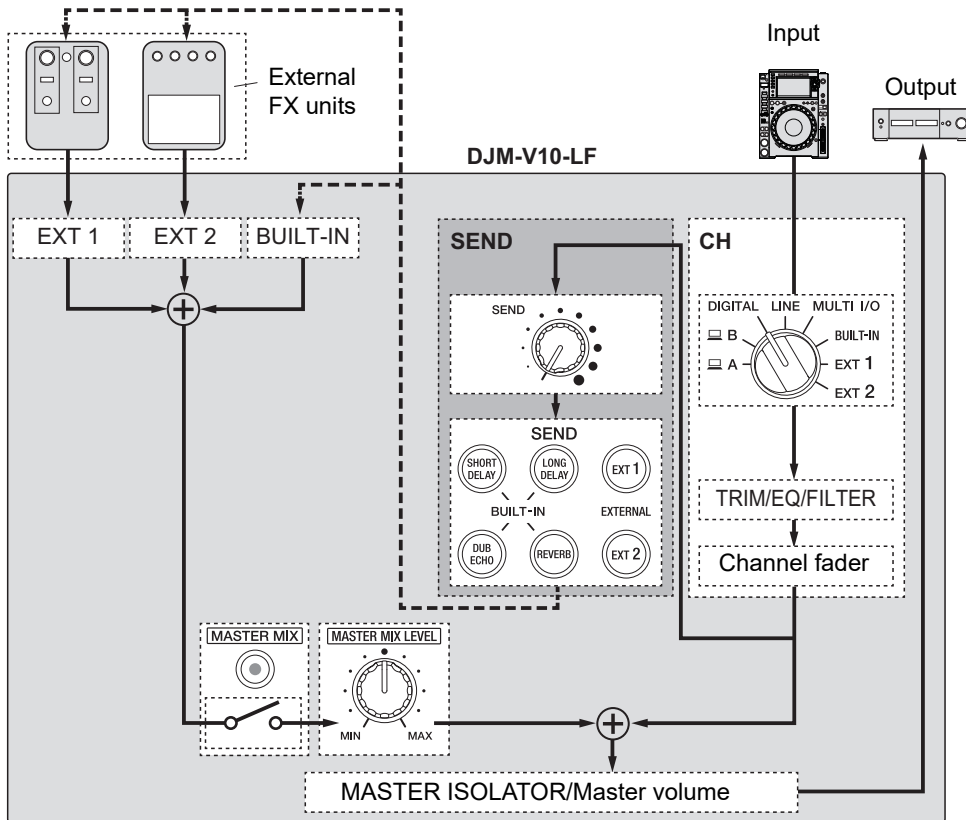 Input
External
FX units
Output
DJM-V10-LF
EXT 1
EXT 2
BUILT-IN
SEND
CH
SEND
DIGITAL
LINE
MULTI I/O
B
BUILT-IN
A
EXT 1
EXT 2
SEND
SHORT
DELAY
LONG
DELAY
EXT 1
BUILT-IN
EXTERNAL
DUB
ECHO
REVERB
EXT 2
TRIM/EQ/FILTER
Channel fader
MASTER MIX
MASTER MIX LEVEL
MIN
MAX
MASTER ISOLATOR/Master volume